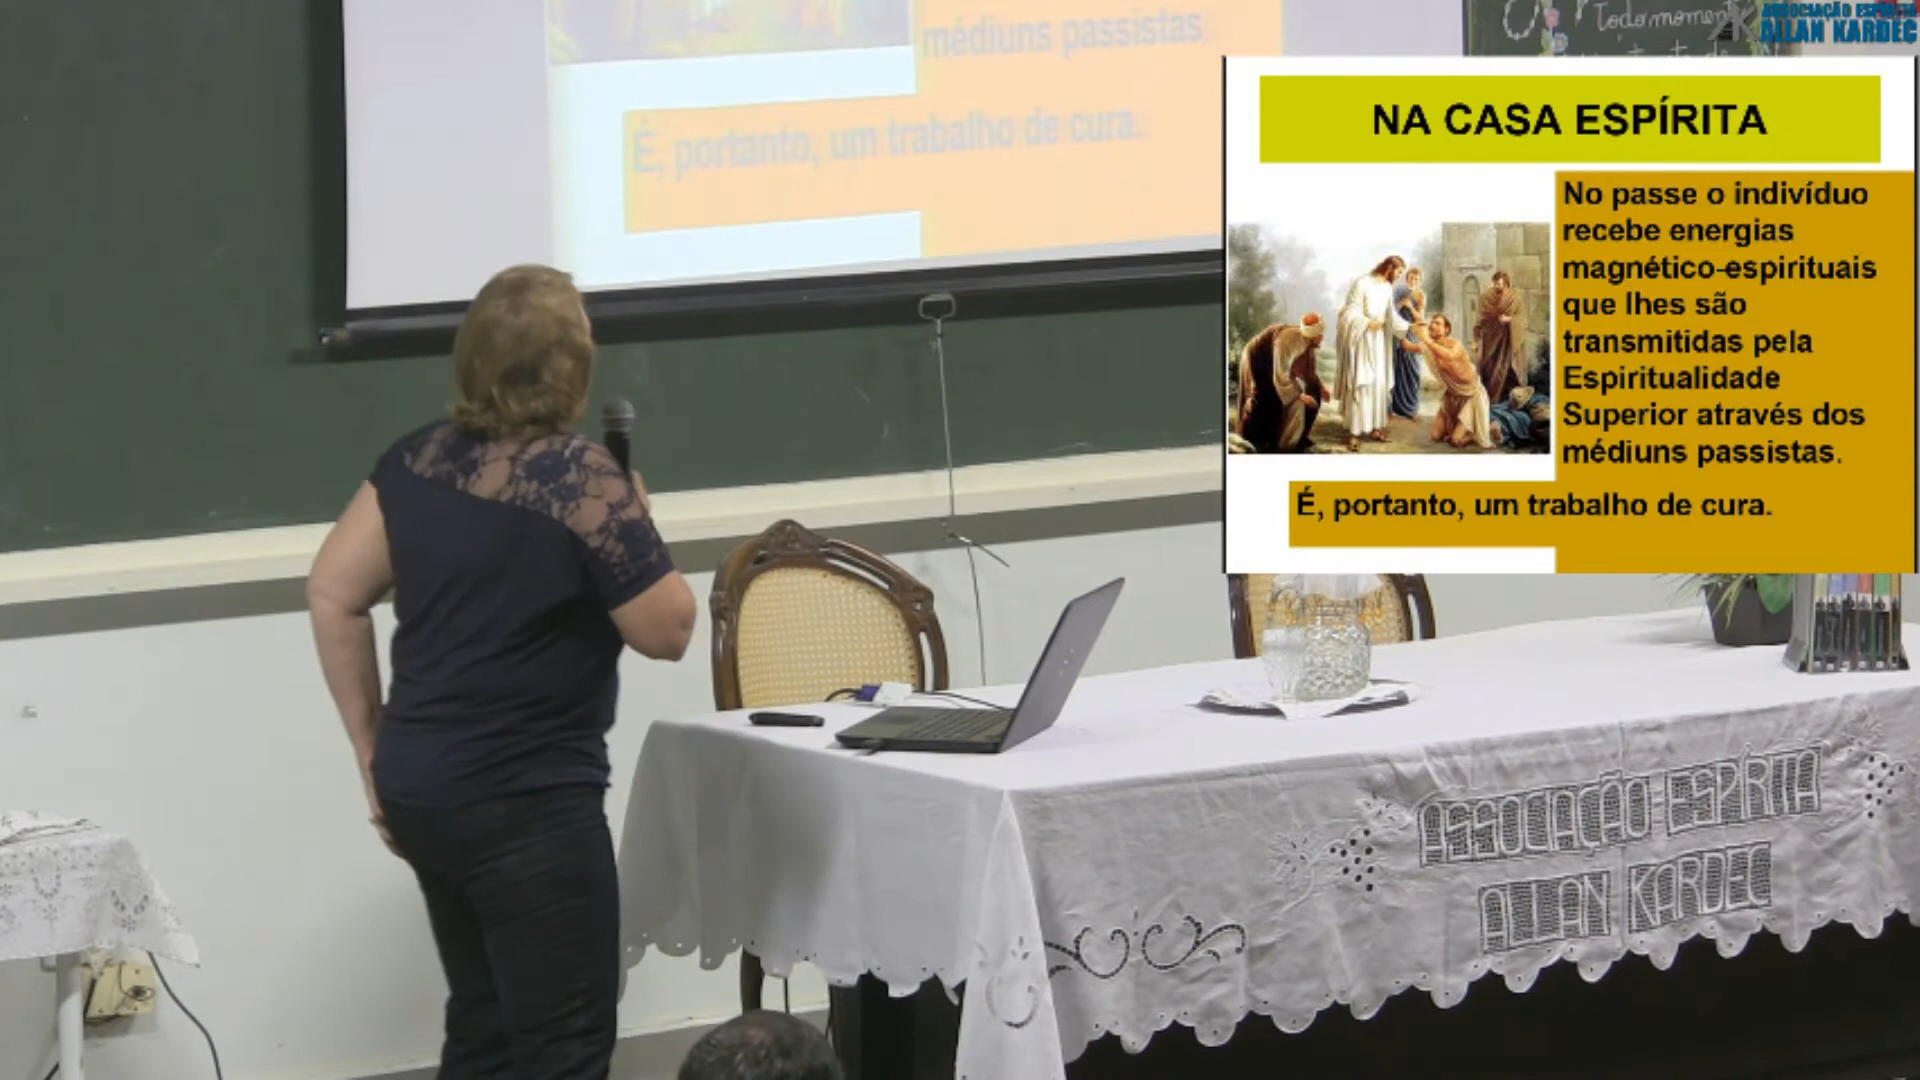 médiuns passistas.
É, portanto, um trabalho de cura.
Todo momen
ASSOCIAÇÃO ESPÍRITA
ALLAN KARDEC
NA CASA ESPÍRITA
No passe o indivíduo
recebe energias
magnético-espirituais
que lhes são
transmitidas pela
Espiritualidade
Superior através dos
médiuns passistas.
É, portanto, um trabalho de cura.
ASSOCIAÇÃO ESPÍRITA
ALLAN KARDEC